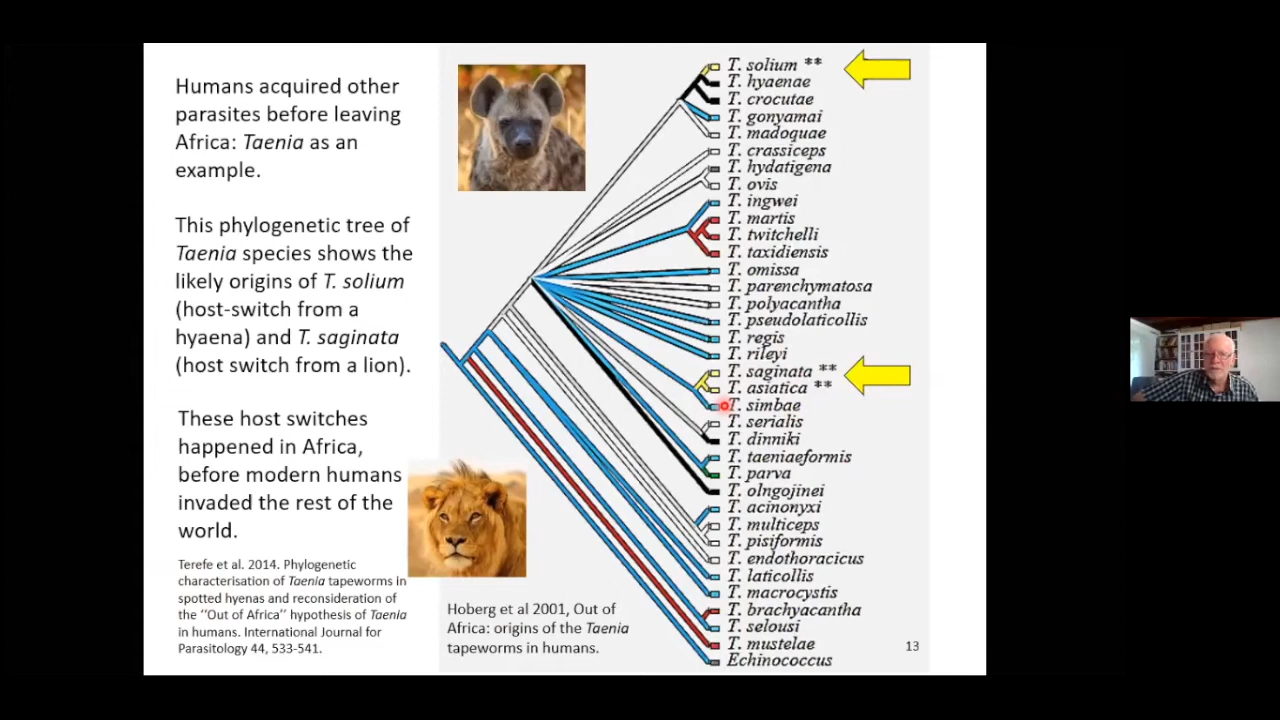 Humans acquired other
parasites before leaving
Africa: Taenia as an
example.
This phylogenetic tree of
Taenia species shows the
likely origins of T. solium
(host-switch from a
hyaena) and T. saginata
(host switch from a lion).
These host switches
happened in Africa,
before modern humans
invaded the rest of the
world.
Terefe et al. 2014. Phylogenetic
characterisation of Taenia tapeworms in
spotted hyenas and reconsideration of
the “Out of Africa” hypothesis of Taenia
in humans. International Journal for
Parasitology 44, 533-541.
Hoberg et al 2001, Out of
Africa: origins of the Taenia
tapeworms in humans.
T. solium **
T. hyaenae
T. crocutae
T. gonyamai
T. madoquae
T. crassiceps
T. hydatigena
T. ovis
T. ingwei
T. martis
T. twitchelli
T. taxidiensis
T. omissa
T. parenchymatosa
T. polyacantha
T. pseudolaticollis
T. regis
T. rileyi
T. saginata **
T. asiatica **
T. simbae
T. serialis
T. dinniki
T. taeniaeformis
T. parva
T. olngojinei
T. acinonyxi
T. multiceps
T. pisiformis
T. endothoracicus
T. laticollis
T. macrocystis
T. brachyacantha
T. selousi
T. mustelae
Echinococcus
13